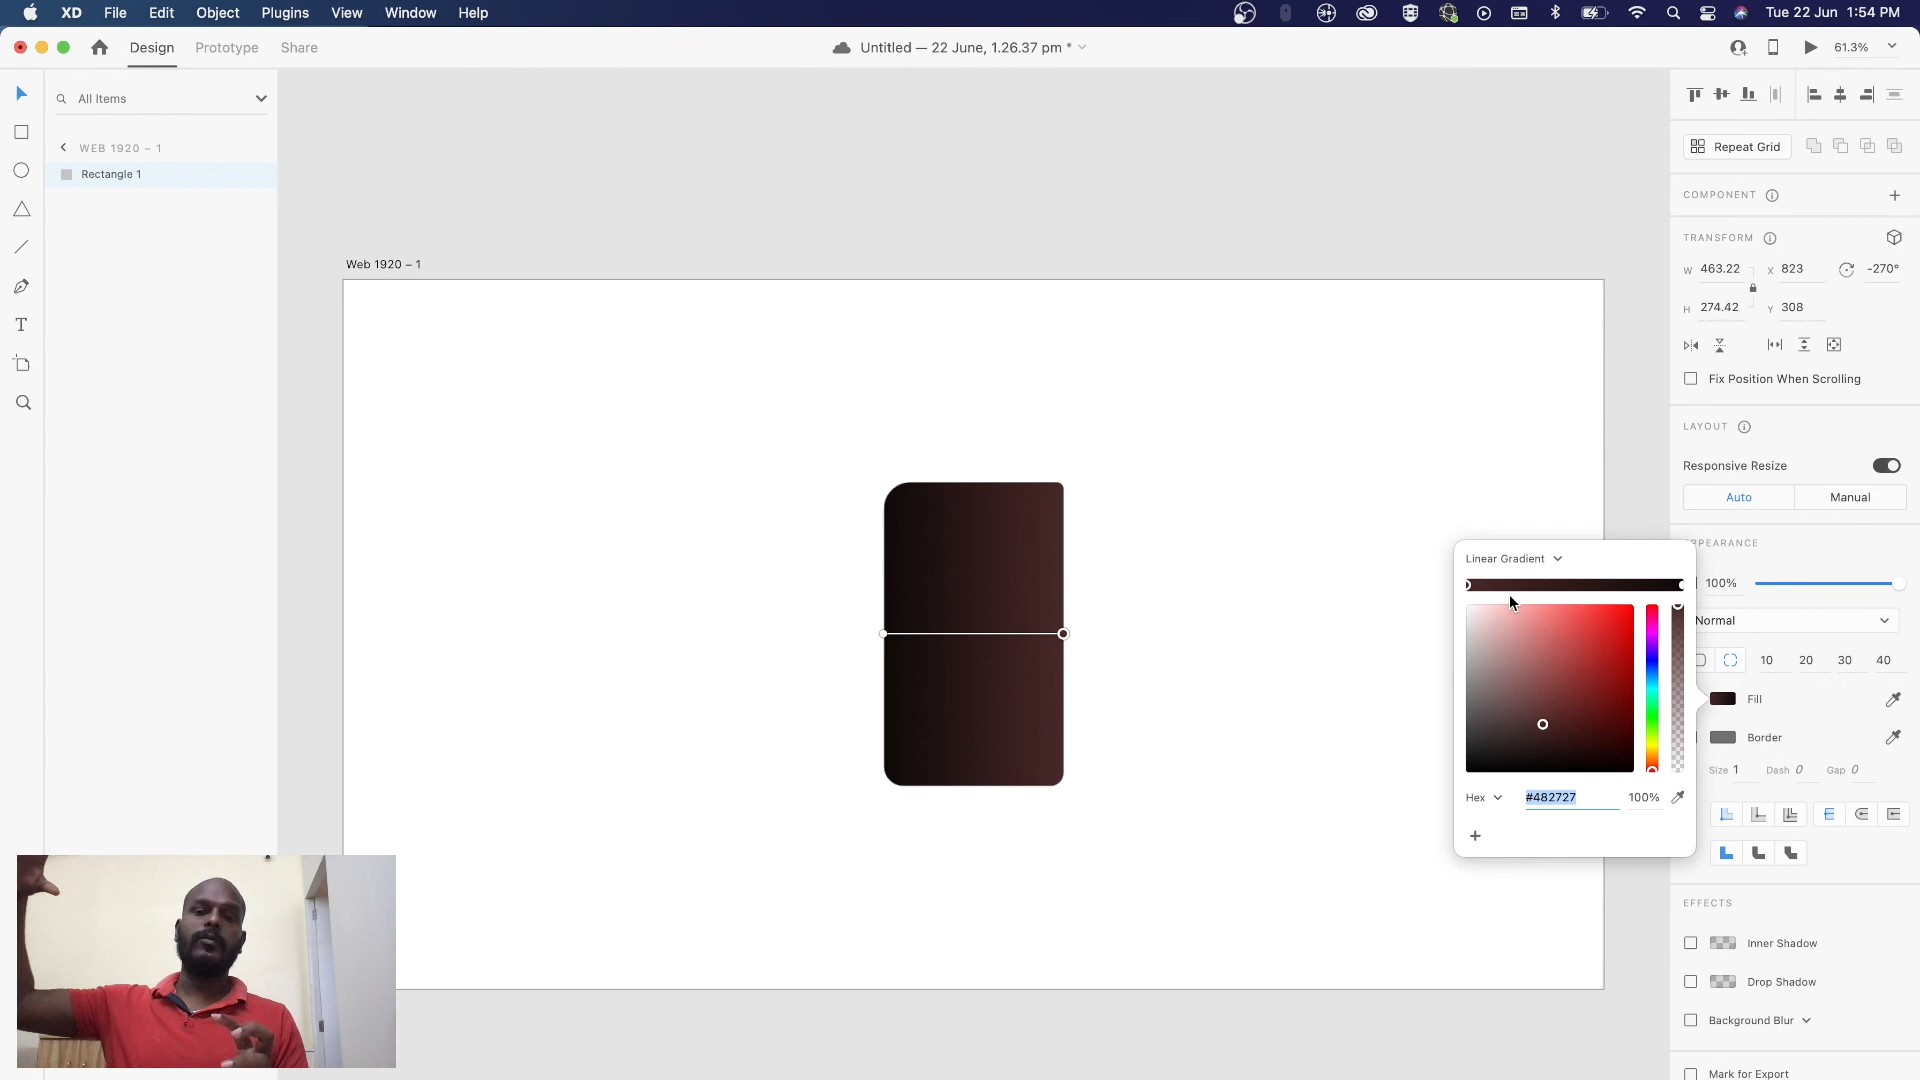 XD File Edit Object Plugins View Window Help Tue 22 Jun 1:54 PM
Design Prototype Share Untitled — 22 June, 1.26.37 pm * 61.3%
All Items
WEB 1920 – 1
Rectangle 1
Web 1920 – 1
Repeat Grid
COMPONENT
TRANSFORM
W 463.22 X 823 -270°
H 274.42 Y 308
Fix Position When Scrolling
LAYOUT
Responsive Resize
Auto Manual
PPEARANCE
100%
Normal
10 20 30 40
Fill
Border
Size 1 Dash 0 Gap 0
Linear Gradient
Hex #482727 100%
+
EFFECTS
Inner Shadow
Drop Shadow
Background Blur
Mark for Export